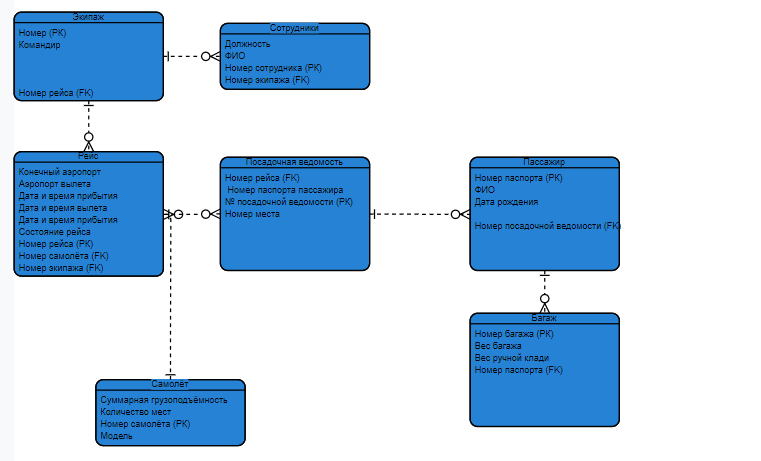 Экипаж
Номер (PK)
Командир
Номер рейса (FK)
Сотрудники
Должность
ФИО
Номер сотрудника (PK)
Номер экипажа (FK)
Рейс
Конечный аэропорт
Аэропорт вылета
Дата и время прибытия
Дата и время вылета
Дата и время прибытия
Состояние рейса
Номер рейса (PK)
Номер самолёта (FK)
Номер экипажа (FK)
Посадочная ведомость
Номер рейса (FK)
Номер паспорта пассажира
№ посадочной ведомости (PK)
Номер места
Пассажир
Номер паспорта (PK)
ФИО
Дата рождения
Номер посадочной ведомости (FK)
Багаж
Номер багажа (PK)
Вес багажа
Вес ручной клади
Номер паспорта (FK)
Самолёт
Суммарная грузоподъёмность
Количество мест
Номер самолёта (PK)
Модель